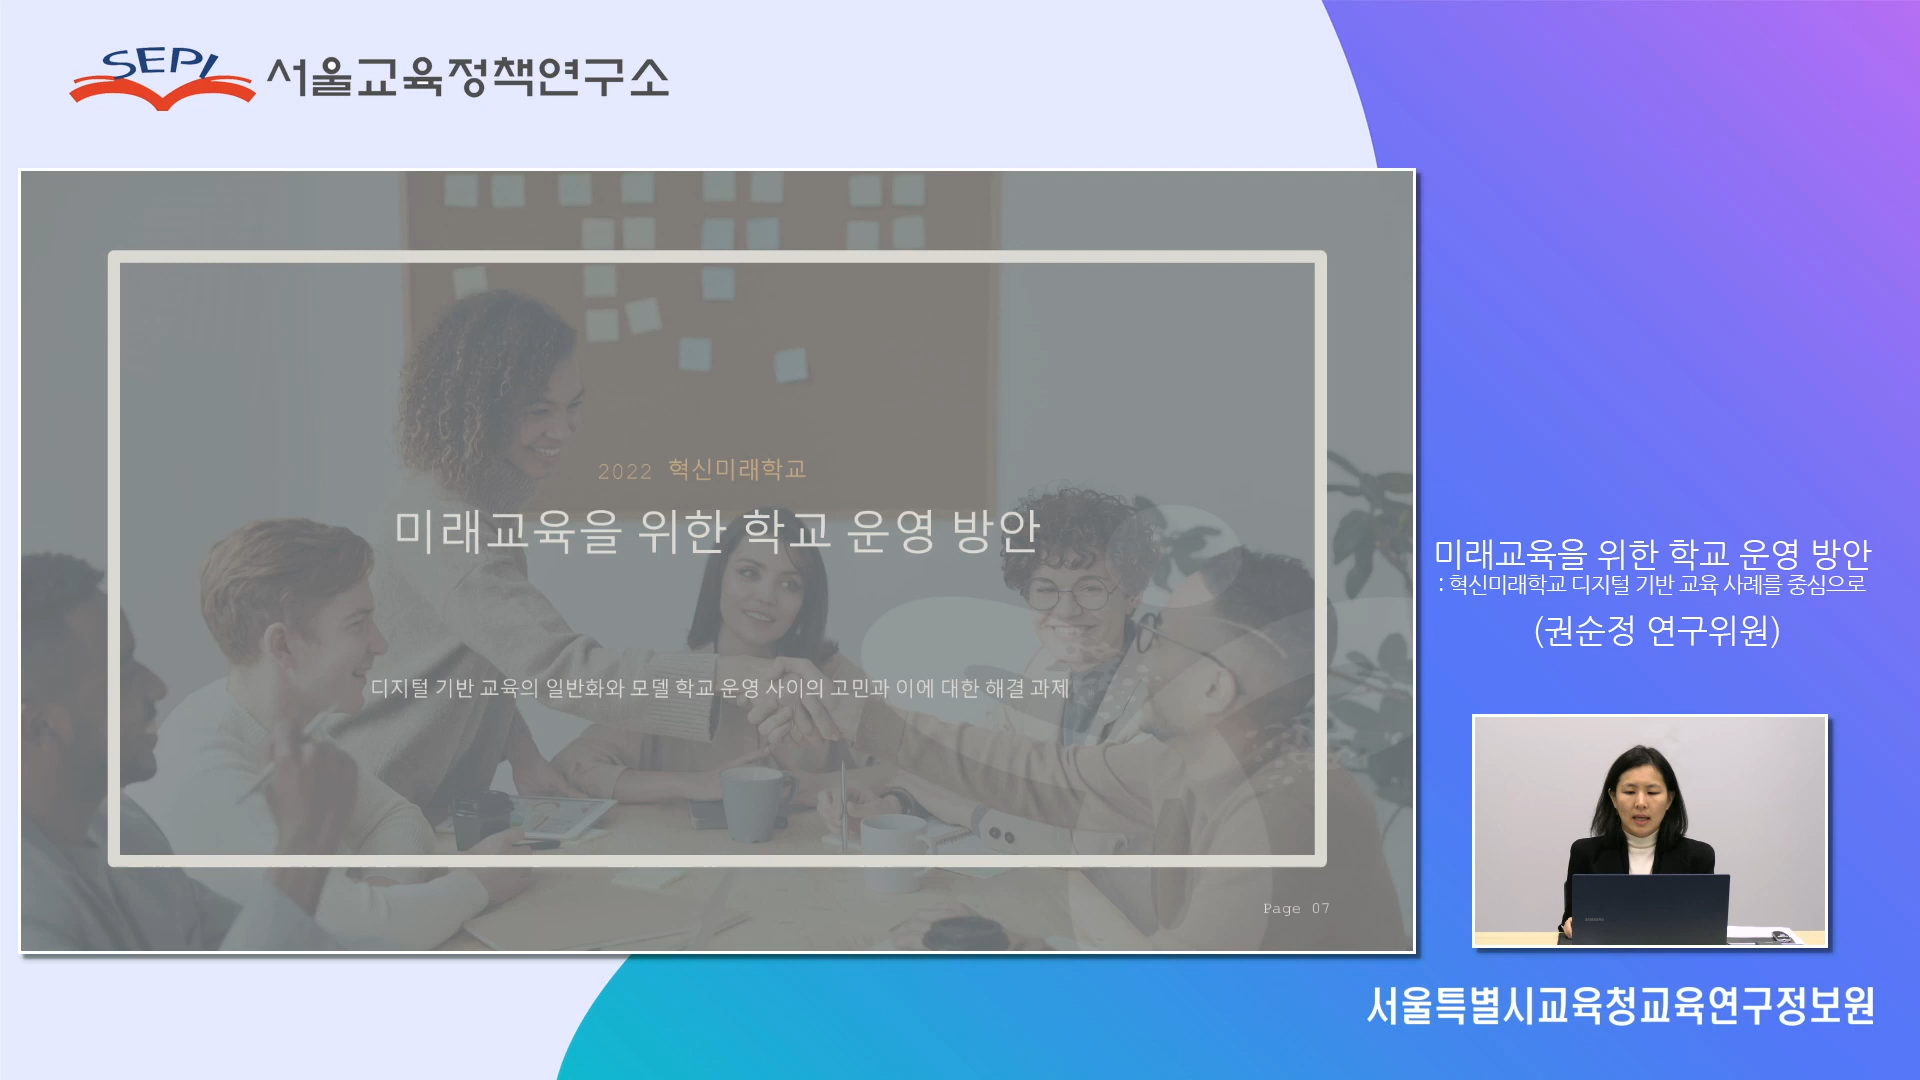 SEPI 서울교육정책연구소
2022 혁신미래학교
미래교육을 위한 학교 운영 방안
디지털 기반 교육의 일반화와 모델 학교 운영 사이의 고민과 이에 대한 해결 과제
Page 07
미래교육을 위한 학교 운영 방안
: 혁신미래학교 디지털 기반 교육 사례를 중심으로
(권순정 연구위원)
SAMSUNG
서울특별시교육청교육연구정보원